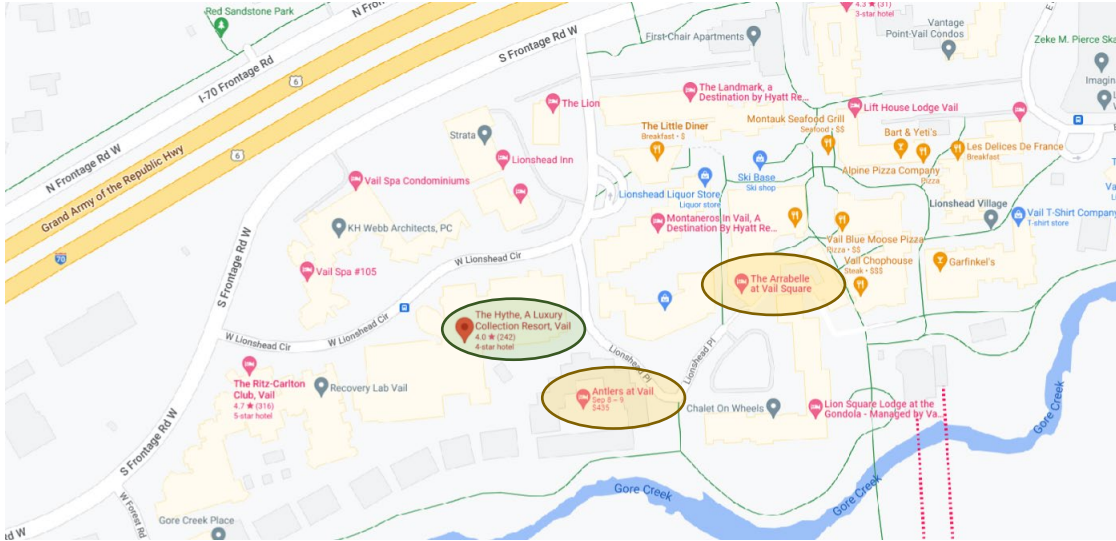 Red Sandstone Park
N Fr
4.3 ★ (31)
3-star hotel
I-70 Frontage Rd
S Frontage Rd W
First-Chair Apartments
Vantage
Point-Vail Condos
Zeke M. Pierce Ska
Imagin
N Frontage Rd W
Grand Army of the Republic Hwy
6
6
70
The Lion
The Landmark, a
Destination by Hyatt Re...
Lift House Lodge Vail
Strata
The Little Diner
Breakfast • $
Montauk Seafood Grill
Seafood • $$
Bart & Yeti's
Les Delices De France
Breakfast
Lionshead Inn
Ski Base
Ski shop
Alpine Pizza Company
Pizza
Vail Spa Condominiums
Lionshead Liquor Store
Liquor store
Lionshead Village
Vail T-Shirt Company
T-shirt store
KH Webb Architects, PC
Montaneros In Vail, A
Destination By Hyatt Re...
Vail Blue Moose Pizza
Pizza • $$
S Frontage Rd W
W Lionshead Cir
Vail Chophouse
Steak • $$$
Garfinkel's
Vail Spa #105
The Arrabelle
at Vail Square
The Hythe, A Luxury
Collection Resort, Vail
4.0 ★ (242)
4-star hotel
W Lionshead Cir
W Lionshead Cir
Lionshead Pl
Lionshead Pl
The Ritz-Carlton
Club, Vail
4.7 ★ (316)
5-star hotel
Recovery Lab Vail
Antlers at Vail
Sep 8 – 9
$435
Chalet On Wheels
Lion Square Lodge at the
Gondola - Managed by Va...
Gore Creek
S Frontage Rd W
Gore Creek
Gore Creek
W Forest Rd
Gore Creek Place
Rd W